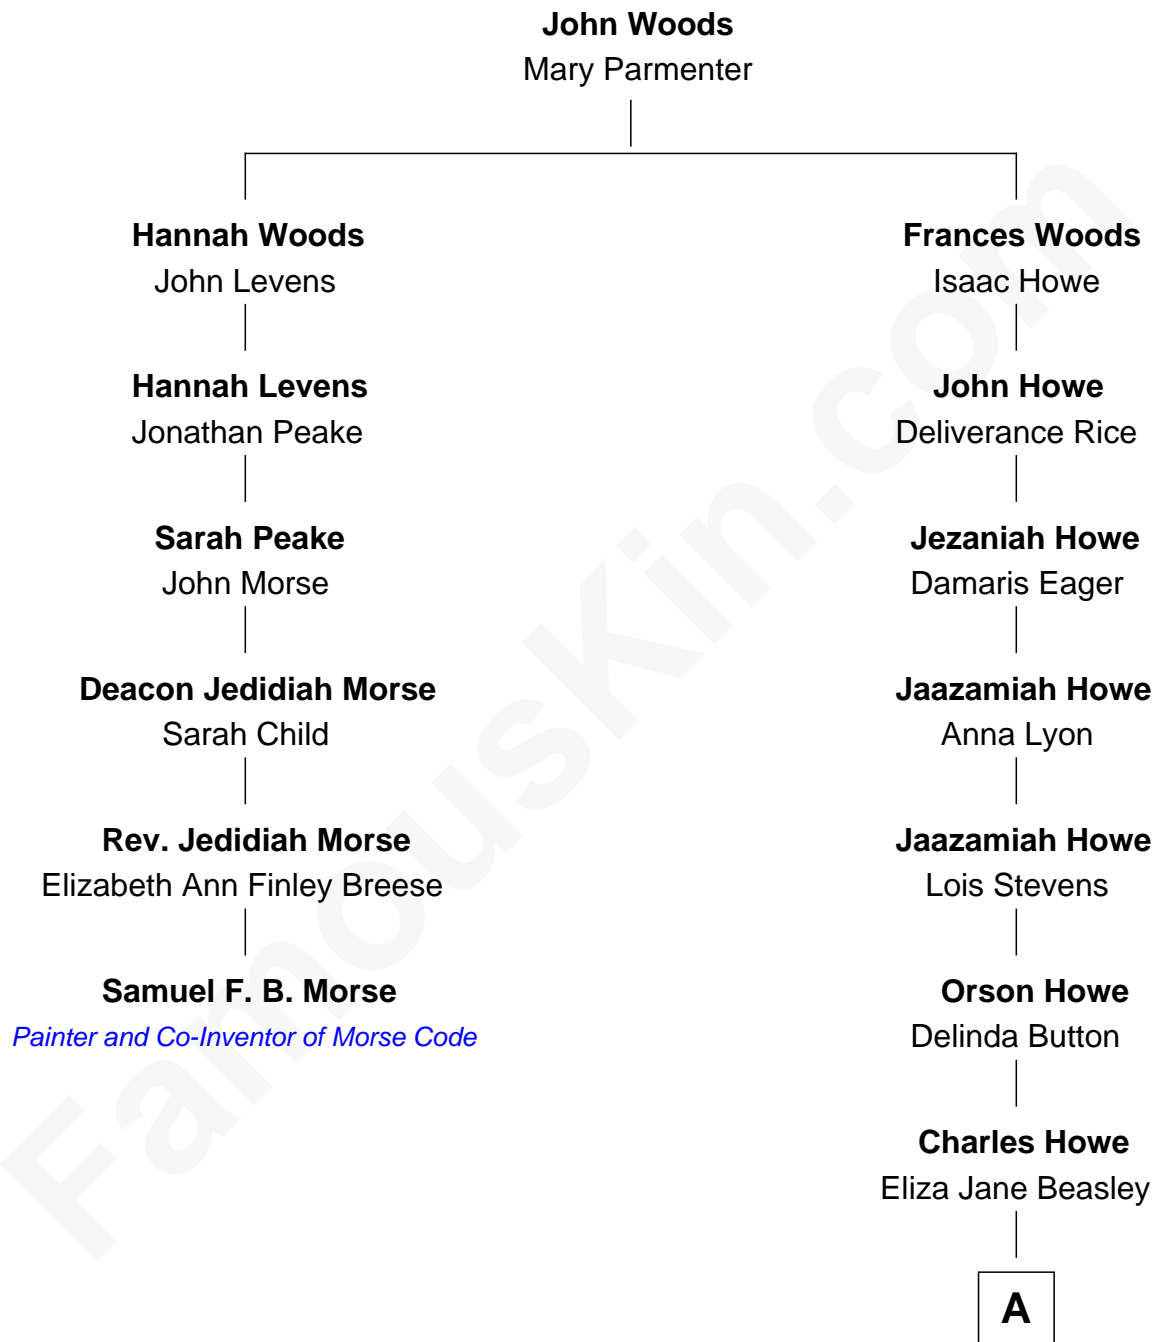 John Woods
Mary Parmenter
Hannah Woods
John Levens
Frances Woods
Isaac Howe
Hannah Levens
Jonathan Peake
John Howe
Deliverance Rice
Sarah Peake
John Morse
Jezaniah Howe
Damaris Eager
Deacon Jedidiah Morse
Sarah Child
Jaazamiah Howe
Anna Lyon
Rev. Jedidiah Morse
Elizabeth Ann Finley Breese
Jaazamiah Howe
Lois Stevens
Samuel F. B. Morse
Painter and Co-Inventor of Morse Code
Orson Howe
Delinda Button
Charles Howe
Eliza Jane Beasley
A
FamousKin.com